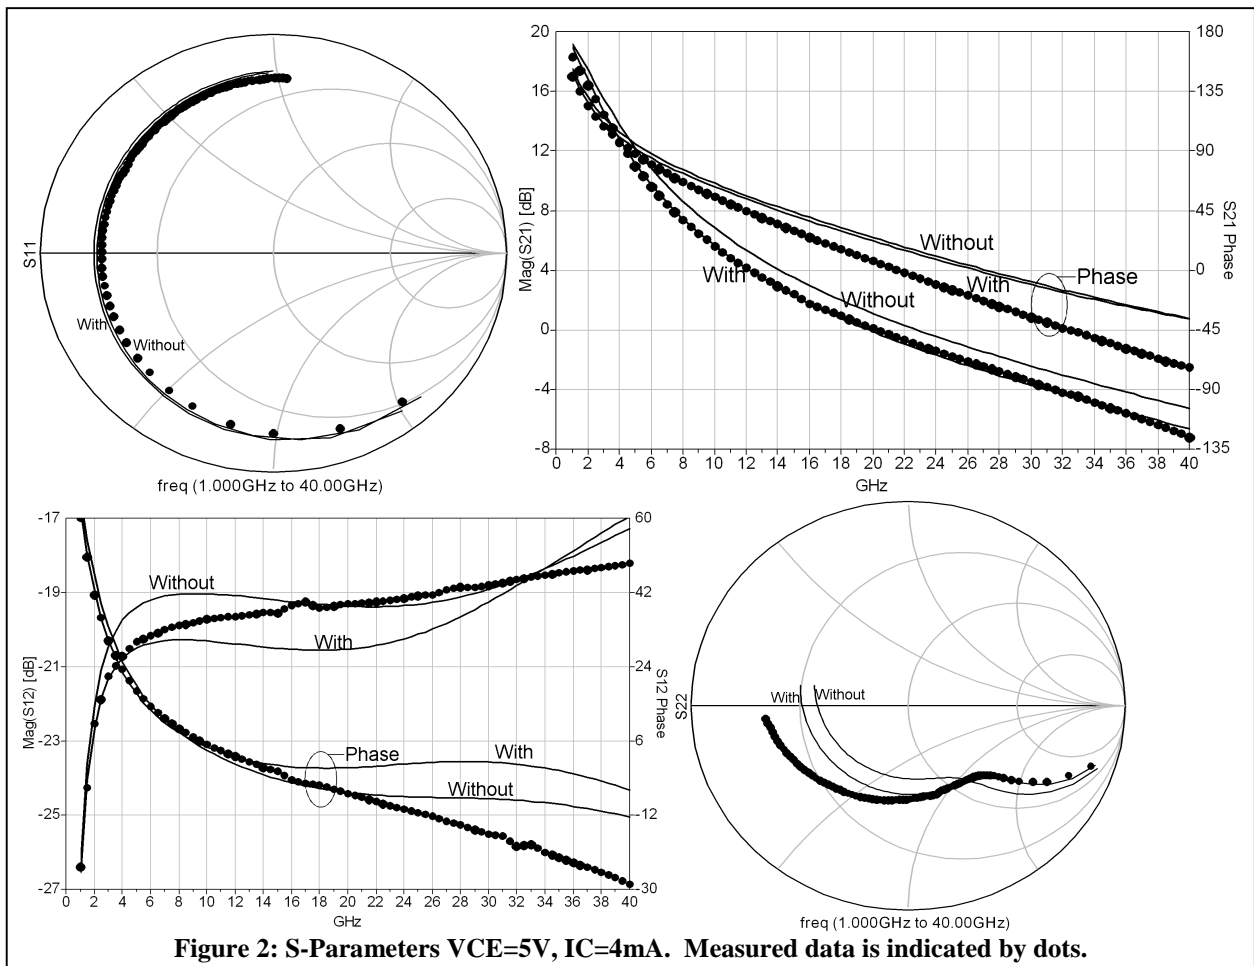 S11
With
Without
freq (1.000GHz to 40.00GHz)
20
16
12
8
4
0
-4
-8
Mag(S21) [dB]
180
135
90
45
0
-45
-90
-135
S21 Phase
Without
Phase
With
With
Without
0 2 4 6 8 10 12 14 16 18 20 22 24 26 28 30 32 34 36 38 40
GHz
-17
-19
-21
-23
-25
-27
Mag(S12) [dB]
60
42
24
6
-12
-30
S12 Phase
Without
With
Phase
With
Without
0 2 4 6 8 10 12 14 16 18 20 22 24 26 28 30 32 34 36 38 40
GHz
S22
With
Without
freq (1.000GHz to 40.00GHz)
Figure 2: S-Parameters VCE=5V, IC=4mA. Measured data is indicated by dots.